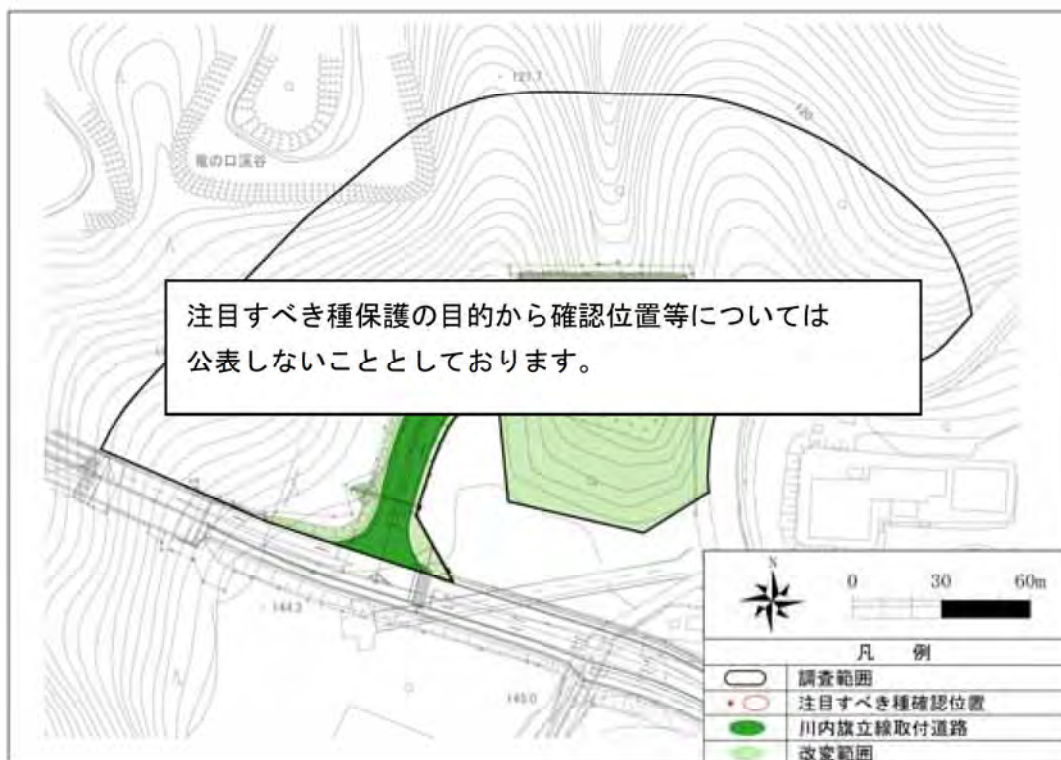 121.7
120
竜の口渓谷
注目すべき種保護の目的から確認位置等については
公表しないこととしております。
144.3
145.0
N
0 30 60m
凡 例
調査範囲
注目すべき種確認位置
川内旗立線取付道路
改変範囲